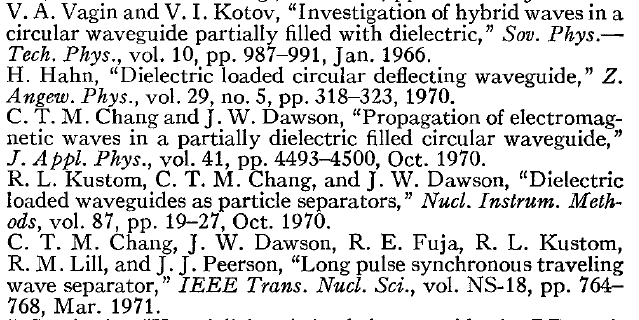 V. A. Vagin and V. I. Kotov, “Investigation of hybrid waves in a
circular waveguide partially filled with dielectric,” Sov. Phys.—
Tech. Phys., vol. 10, pp. 987–991, Jan. 1966.
H. Hahn, “Dielectric loaded circular deflecting waveguide,” Z.
Angew. Phys., vol. 29, no. 5, pp. 318–323, 1970.
C. T. M. Chang and J. W. Dawson, “Propagation of electromag-
netic waves in a partially dielectric filled circular waveguide,”
J. Appl. Phys., vol. 41, pp. 4493–4500, Oct. 1970.
R. L. Kustom, C. T. M. Chang, and J. W. Dawson, “Dielectric
loaded waveguides as particle separators,” Nucl. Instrum. Meth-
ods, vol. 87, pp. 19–27, Oct. 1970.
C. T. M. Chang, J. W. Dawson, R. E. Fuja, R. L. Kustom,
R. M. Lill, and J. J. Peerson, “Long pulse synchronous traveling
wave separator,” IEEE Trans. Nucl. Sci., vol. NS-18, pp. 764–
768, Mar. 1971.